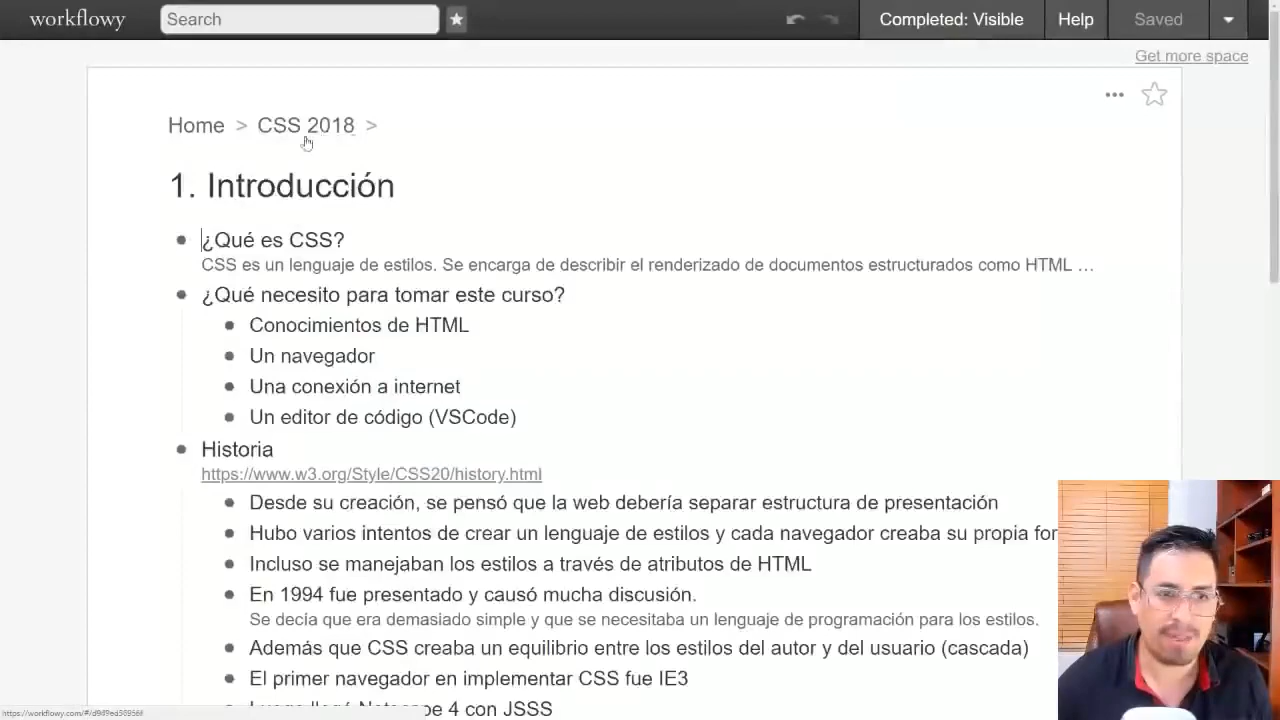 workflowy
Search
Completed: Visible
Help
Saved
Get more space
Home > CSS 2018 >
1. Introducción
¿Qué es CSS?
CSS es un lenguaje de estilos. Se encarga de describir el renderizado de documentos estructurados como HTML …
¿Qué necesito para tomar este curso?
Conocimientos de HTML
Un navegador
Una conexión a internet
Un editor de código (VSCode)
Historia
https://www.w3.org/Style/CSS20/history.html
Desde su creación, se pensó que la web debería separar estructura de presentación
Hubo varios intentos de crear un lenguaje de estilos y cada navegador creaba su propia for
Incluso se manejaban los estilos a través de atributos de HTML
En 1994 fue presentado y causó mucha discusión.
Se decía que era demasiado simple y que se necesitaba un lenguaje de programación para los estilos.
Además que CSS creaba un equilibrio entre los estilos del autor y del usuario (cascada)
El primer navegador en implementar CSS fue IE3
Luego llegó Netscape 4 con JSSS